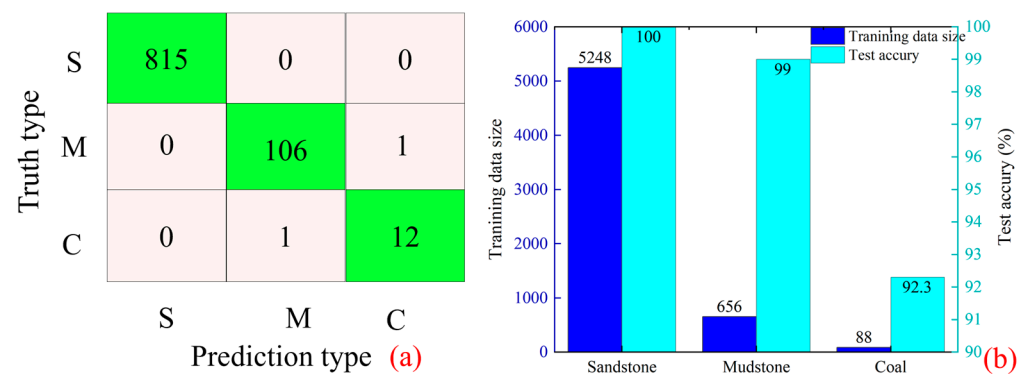 Truth type
S
815
0
0
M
0
106
1
C
0
1
12
S
M
C
Prediction type (a)
Tranining data size
6000
5000
4000
3000
2000
1000
0
5248
100
656
99
88
92.3
Tranining data size
Test accury
Sandstone
Mudstone
Coal
100
99
98
97
96
95
94
93
92
91
90
Test accury (%)
(b)